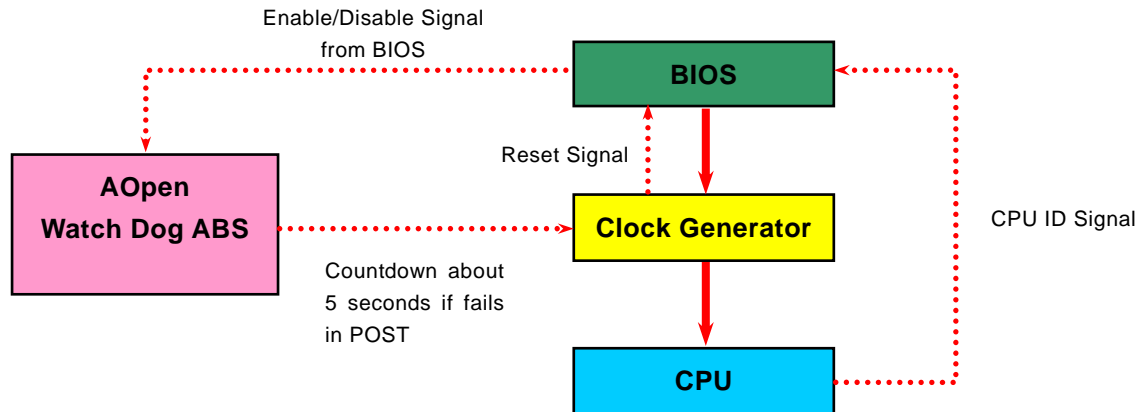 Enable/Disable Signal
from BIOS
BIOS
Reset Signal
AOpen
Watch Dog ABS
Clock Generator
CPU ID Signal
Countdown about
5 seconds if fails
in POST
CPU